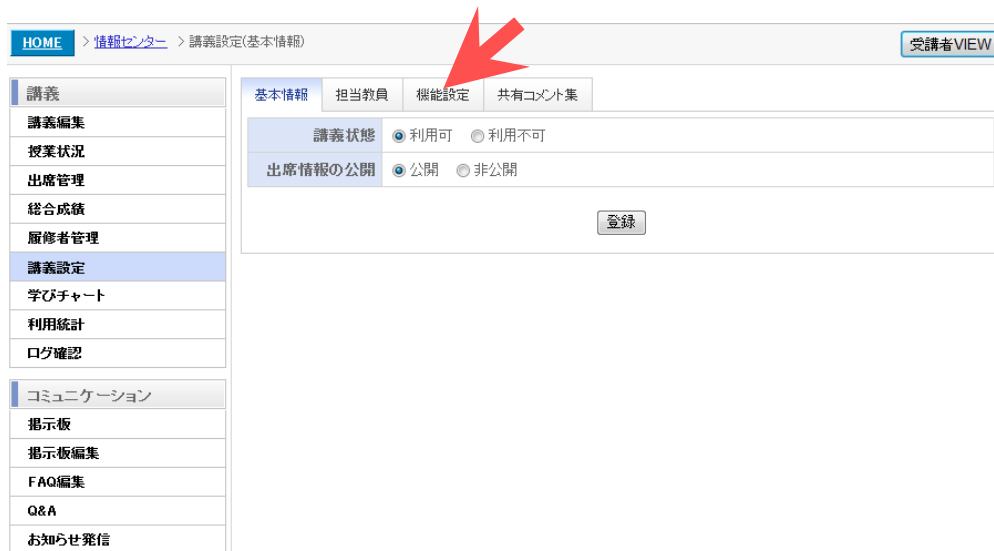 HOME > 情報センター > 講義設定(基本情報)
受講者VIEW
講義
講義編集
授業状況
出席管理
総合成績
履修者管理
講義設定
学びチャート
利用統計
ログ確認
コミュニケーション
掲示板
掲示板編集
FAQ編集
Q&A
お知らせ発信
基本情報 担当教員 機能設定 共有コメント集
講義状態 利用可 利用不可
出席情報の公開 公開 非公開
登録